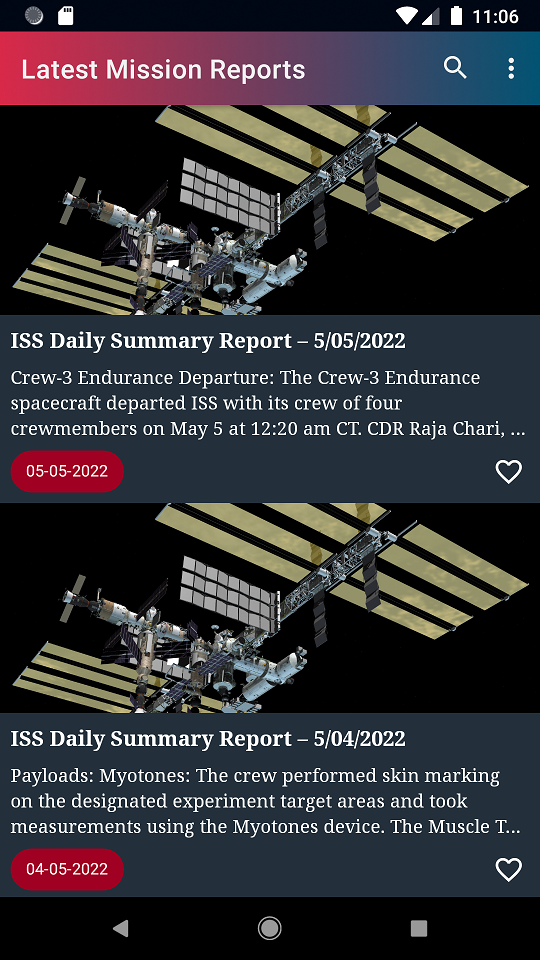 11:06
Latest Mission Reports
ISS Daily Summary Report – 5/05/2022
Crew-3 Endurance Departure: The Crew-3 Endurance
spacecraft departed ISS with its crew of four
crewmembers on May 5 at 12:20 am CT. CDR Raja Chari, ...
05-05-2022
ISS Daily Summary Report – 5/04/2022
Payloads: Myotones: The crew performed skin marking
on the designated experiment target areas and took
measurements using the Myotones device. The Muscle T...
04-05-2022